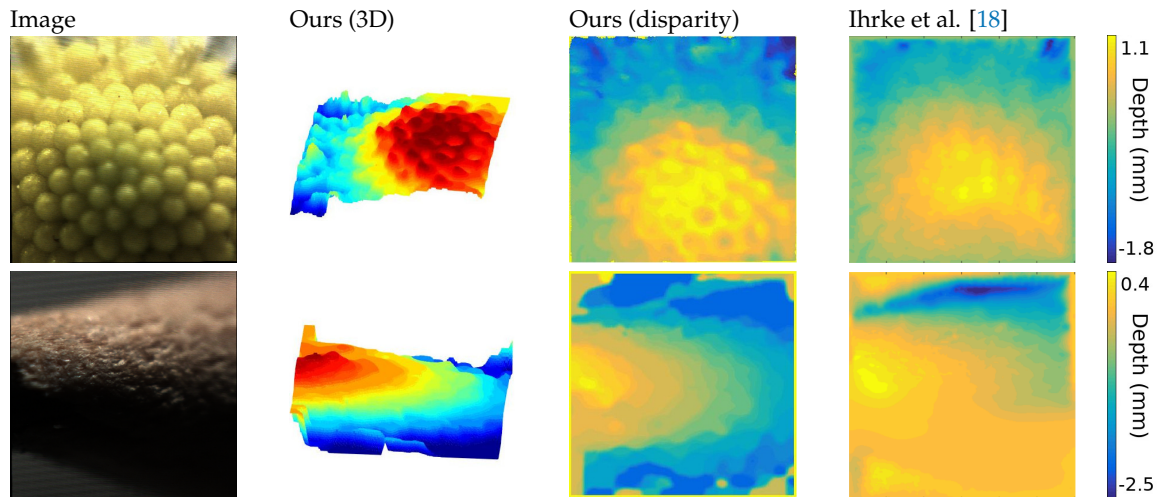 Image
Ours (3D)
Ours (disparity)
Ihrke et al. [18]
1.1
Depth (mm)
-1.8
0.4
Depth (mm)
-2.5